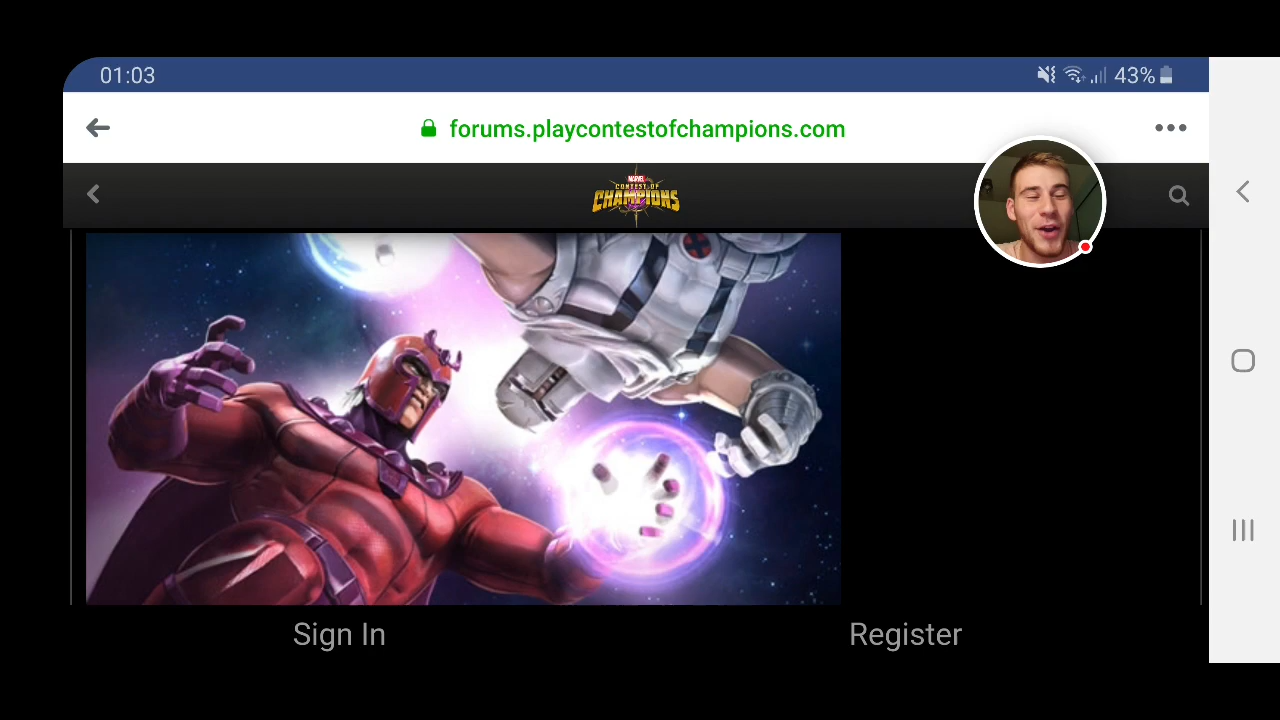 01:03
43%
forums.playcontestofchampions.com
MARVEL
CONTEST OF
CHAMPIONS
Sign In
Register